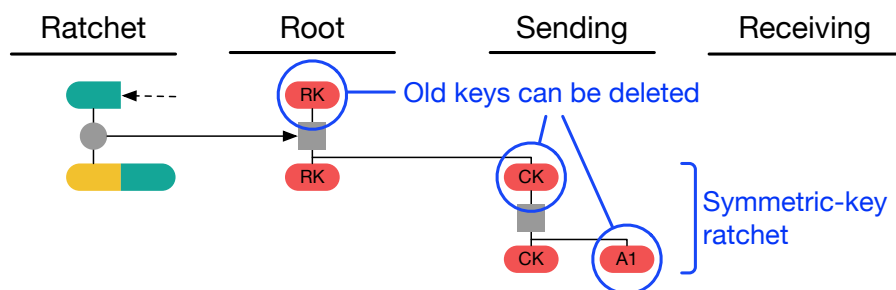 Ratchet Root Sending Receiving
RK
Old keys can be deleted
RK
CK
Symmetric-key
ratchet
CK
A1